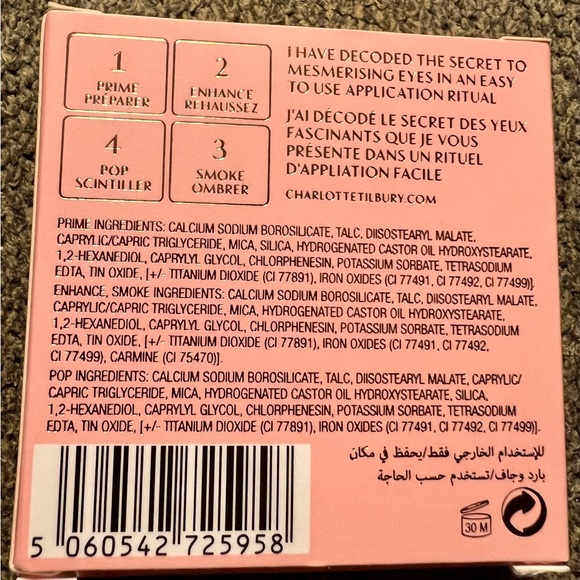 1
PRIME
PRÉPARER
2
ENHANCE
REHAUSSEZ
4
POP
SCINTILLER
3
SMOKE
OMBRER
I HAVE DECODED THE SECRET TO
MESMERISING EYES IN AN EASY
TO USE APPLICATION RITUAL
J'AI DÉCODÉ LE SECRET DES YEUX
FASCINANTS QUE JE VOUS
PRÉSENTE DANS UN RITUEL
D'APPLIATION FACILE
CHARLOTTETILBURY.COM
PRIME INGREDIENTS: CALCIUM SODIUM BOROSILICATE, TALC, DIISOSTEARYL MALATE,
CAPRYLIC/CAPRIC TRIGLYCERIDE, MICA, SILICA, HYDROGENATED CASTOR OIL HYDROXYSTEARATE,
1,2-HEXANEDIOL, CAPRYLYL GLYCOL, CHLORPHENESIN, POTASSIUM SORBATE, TETRASODIUM
EDTA, TIN OXIDE, [+/- TITANIUM DIOXIDE (CI 77891), IRON OXIDES (CI 77491, CI 77492, CI 77499)].
ENHANCE, SMOKE INGREDIENTS: CALCIUM SODIUM BOROSILICATE, TALC, DIISOSTEARYL MALATE,
CAPRYLIC/CAPRIC TRIGLYCERIDE, MICA, HYDROGENATED CASTOR OIL HYDROXYSTEARATE,
1,2-HEXANEDIOL, CAPRYLYL GLYCOL, CHLORPHENESIN, POTASSIUM SORBATE, TETRASODIUM
EDTA, TIN OXIDE, [+/- TITANIUM DIOXIDE (CI 77891), IRON OXIDES (CI 77491, CI 77492,
CI 77499), CARMINE (CI 75470)].
POP INGREDIENTS: CALCIUM SODIUM BOROSILICATE, TALC, DIISOSTEARYL MALATE, CAPRYLIC/
CAPRIC TRIGLYCERIDE, MICA, HYDROGENATED CASTOR OIL HYDROXYSTEARATE, SILICA,
1,2-HEXANEDIOL, CAPRYLYL GLYCOL, CHLORPHENESIN, POTASSIUM SORBATE, TETRASODIUM
EDTA, TIN OXIDE, [+/- TITANIUM DIOXIDE (CI 77891), IRON OXIDES (CI 77491, CI 77492, CI 77499)].
للإستخدام الخارجي فقط/يحفظ في مكان
بارد وجاف/تستخدم حسب الحاجة
30 M
5 060542 725958